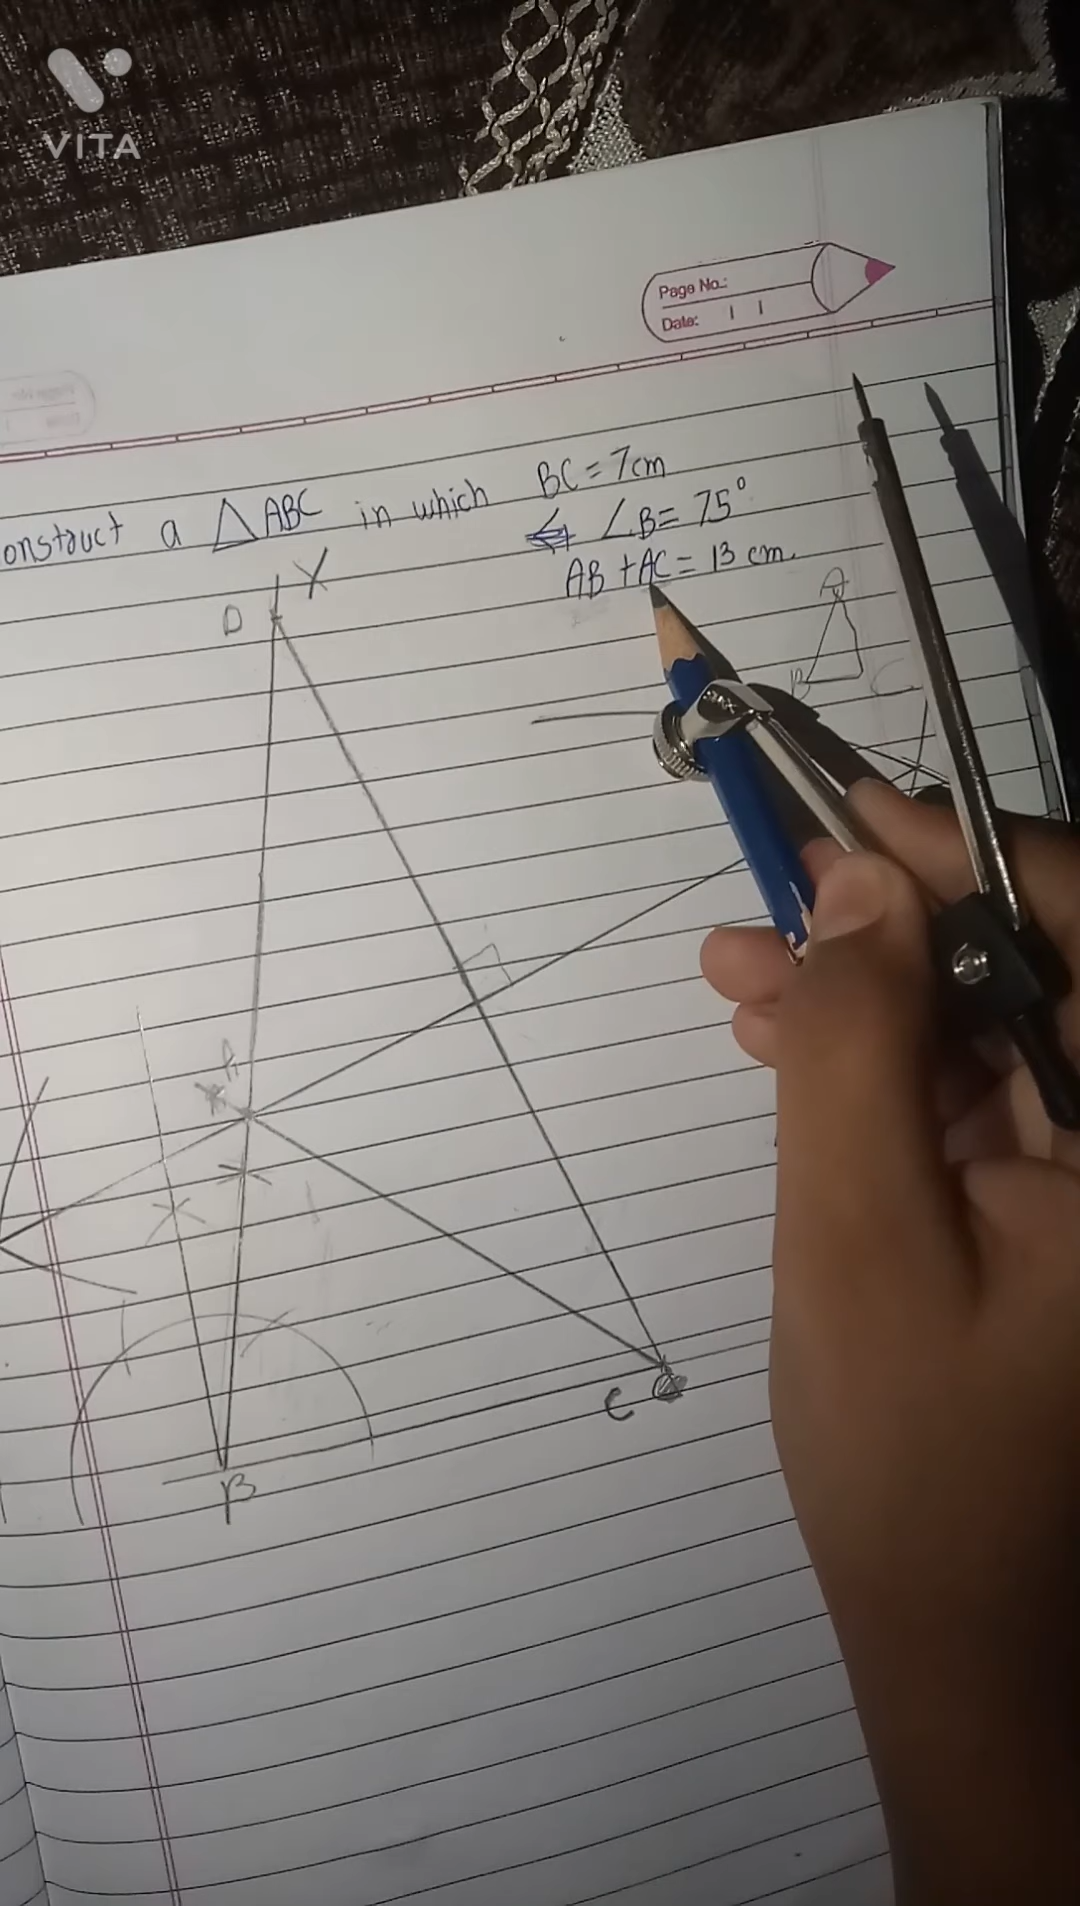 VITA
Page No.:
Date:
onstruct a △ ABC in which BC = 7cm
∠B = 75°
AB + AC = 13 cm.
X
D
A
B
C
A
B
C